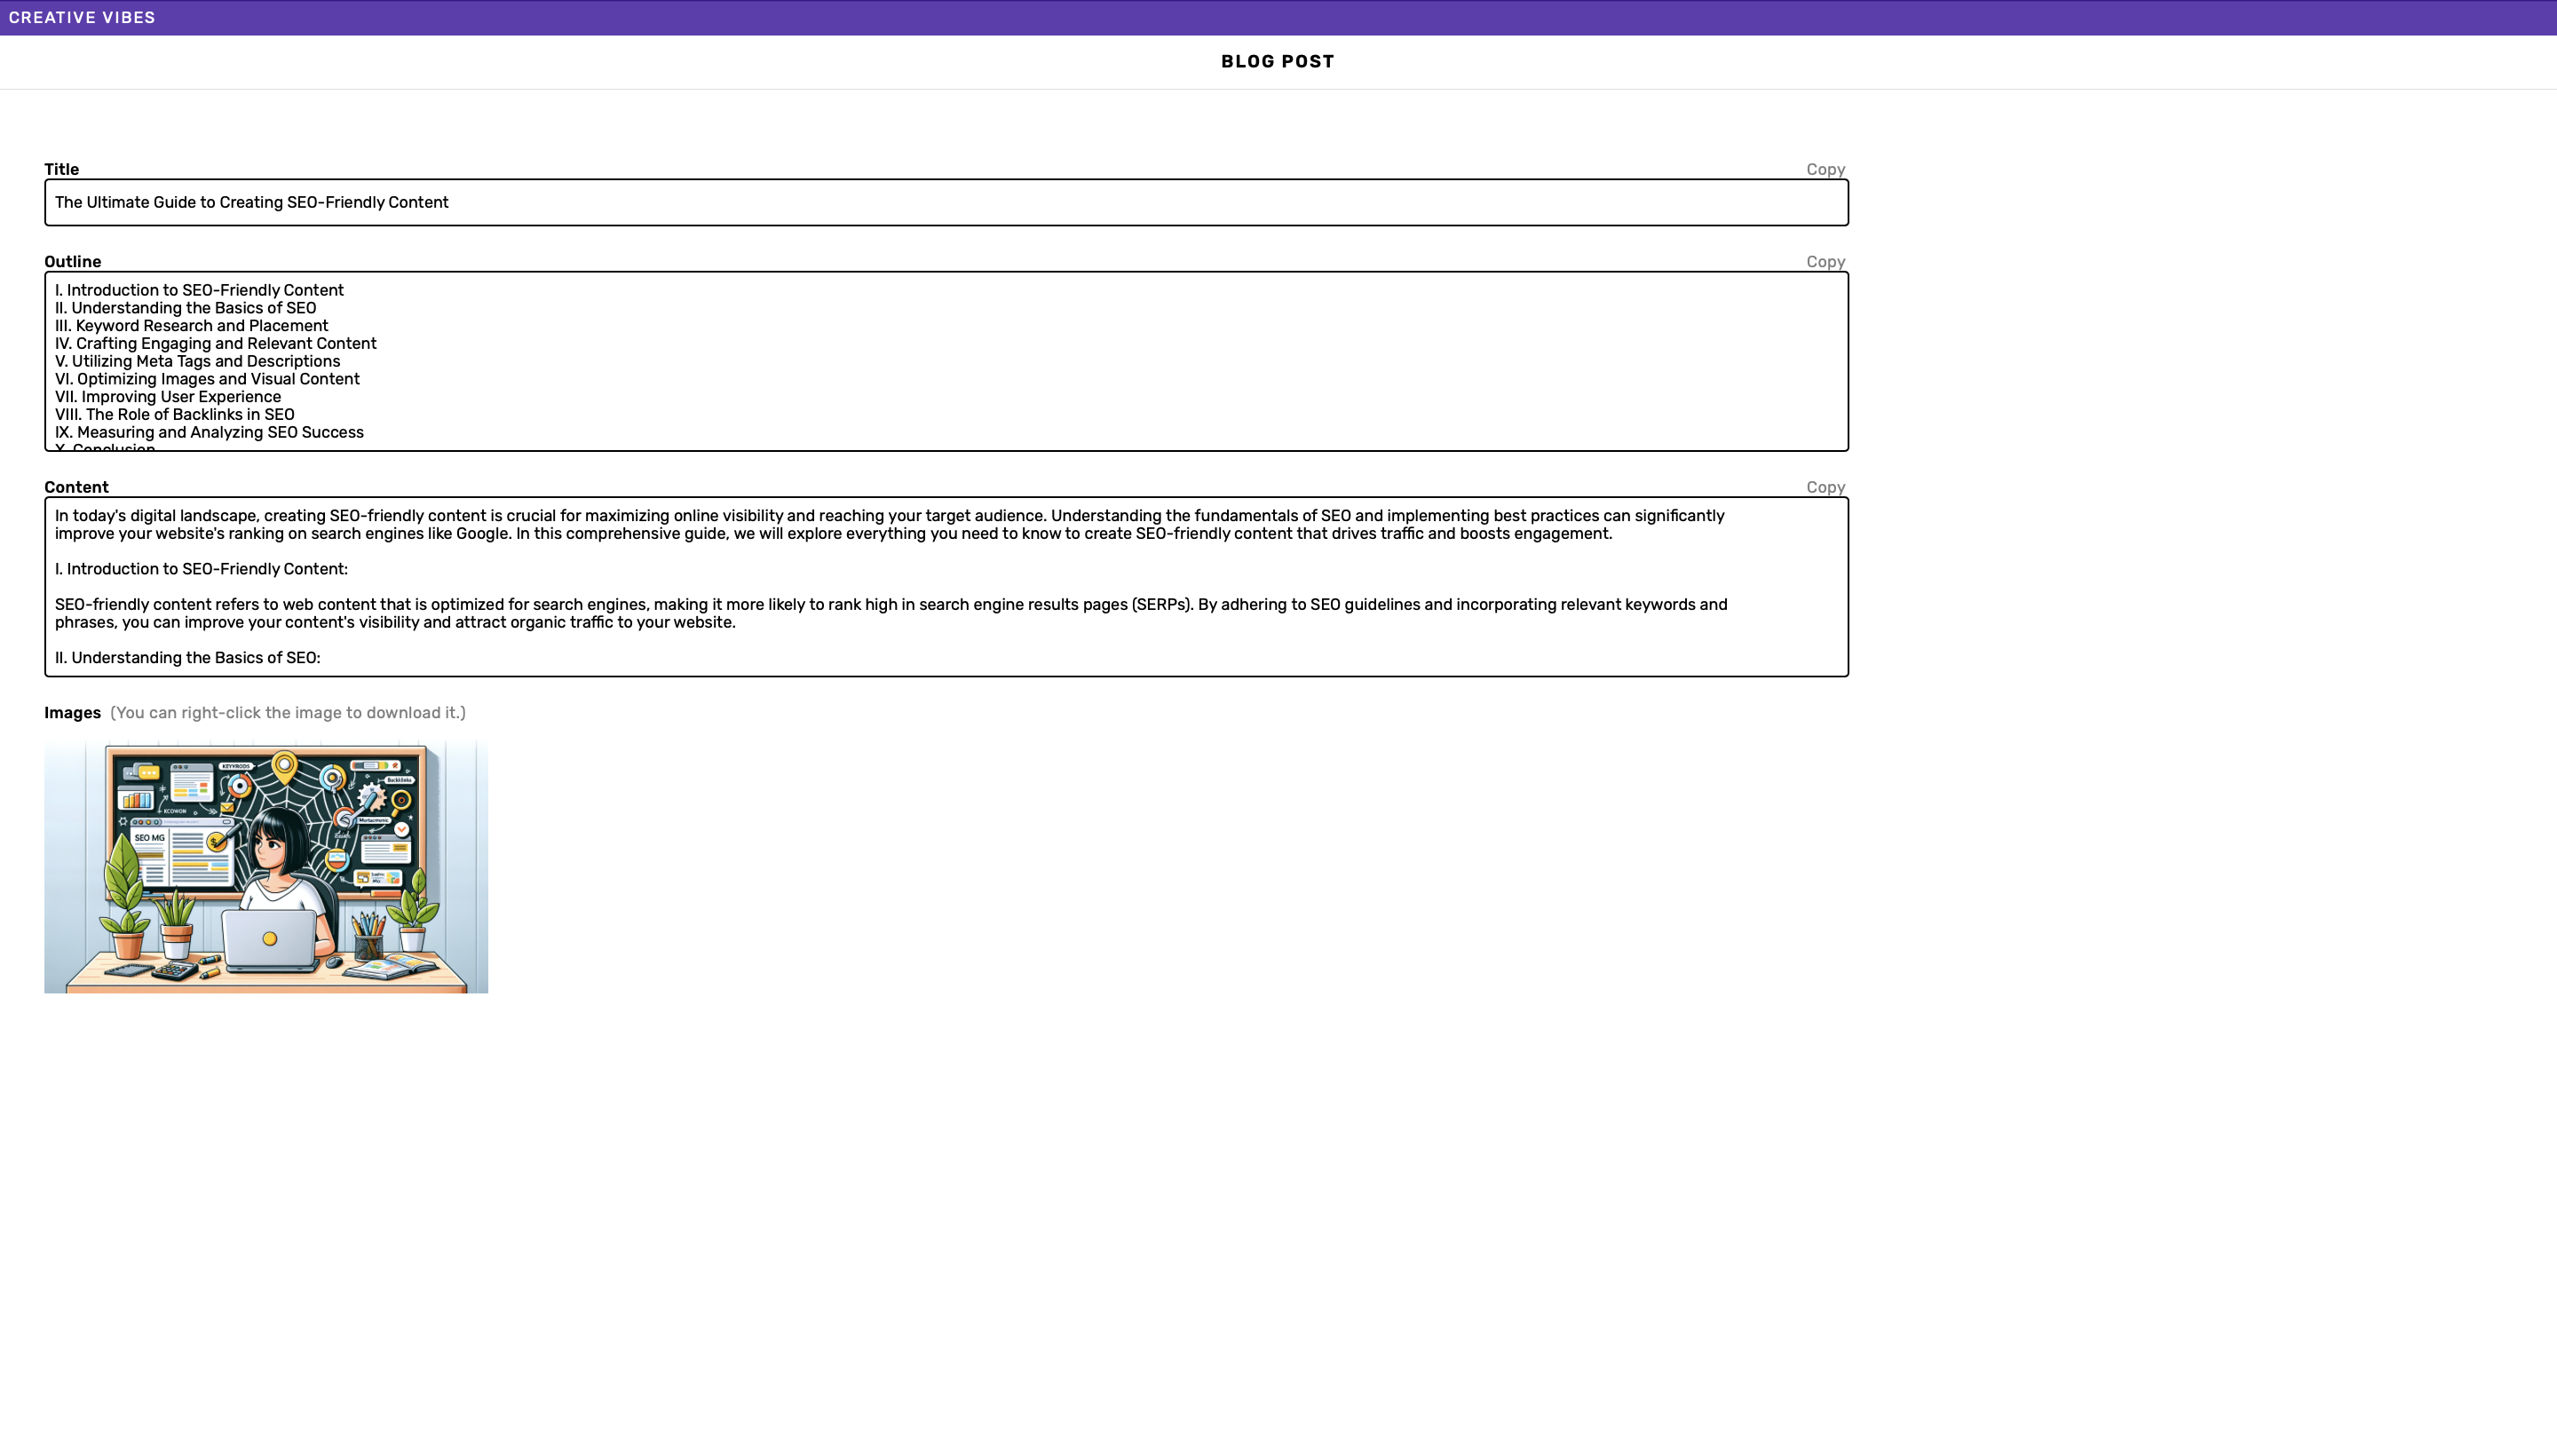 CREATIVE VIBES
BLOG POST
Title
Copy
The Ultimate Guide to Creating SEO-Friendly Content
Outline
Copy
I. Introduction to SEO-Friendly Content
II. Understanding the Basics of SEO
III. Keyword Research and Placement
IV. Crafting Engaging and Relevant Content
V. Utilizing Meta Tags and Descriptions
VI. Optimizing Images and Visual Content
VII. Improving User Experience
VIII. The Role of Backlinks in SEO
IX. Measuring and Analyzing SEO Success
X. Conclusion
Content
Copy
In today's digital landscape, creating SEO-friendly content is crucial for maximizing online visibility and reaching your target audience. Understanding the fundamentals of SEO and implementing best practices can significantly
improve your website's ranking on search engines like Google. In this comprehensive guide, we will explore everything you need to know to create SEO-friendly content that drives traffic and boosts engagement.
I. Introduction to SEO-Friendly Content:
SEO-friendly content refers to web content that is optimized for search engines, making it more likely to rank high in search engine results pages (SERPs). By adhering to SEO guidelines and incorporating relevant keywords and
phrases, you can improve your content's visibility and attract organic traffic to your website.
II. Understanding the Basics of SEO:
Images (You can right-click the image to download it.)
SEO MG